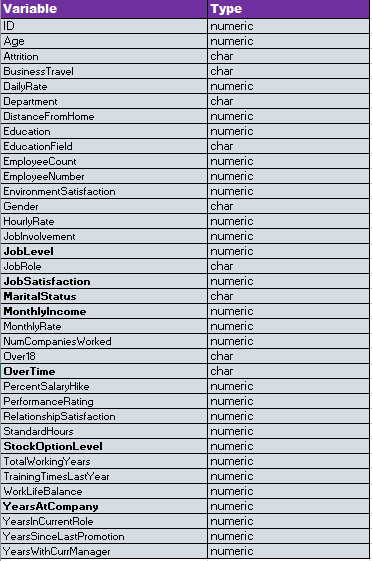 Variable Type
ID numeric
Age numeric
Attrition char
BusinessTravel char
DailyRate numeric
Department char
DistanceFromHome numeric
Education numeric
EducationField char
EmployeeCount numeric
EmployeeNumber numeric
EnvironmentSatisfaction numeric
Gender char
HourlyRate numeric
JobInvolvement numeric
JobLevel numeric
JobRole char
JobSatisfaction numeric
MaritalStatus char
MonthlyIncome numeric
MonthlyRate numeric
NumCompaniesWorked numeric
Over18 char
OverTime char
PercentSalaryHike numeric
PerformanceRating numeric
RelationshipSatisfaction numeric
StandardHours numeric
StockOptionLevel numeric
TotalWorkingYears numeric
TrainingTimesLastYear numeric
WorkLifeBalance numeric
YearsAtCompany numeric
YearsInCurrentRole numeric
YearsSinceLastPromotion numeric
YearsWithCurrManager numeric